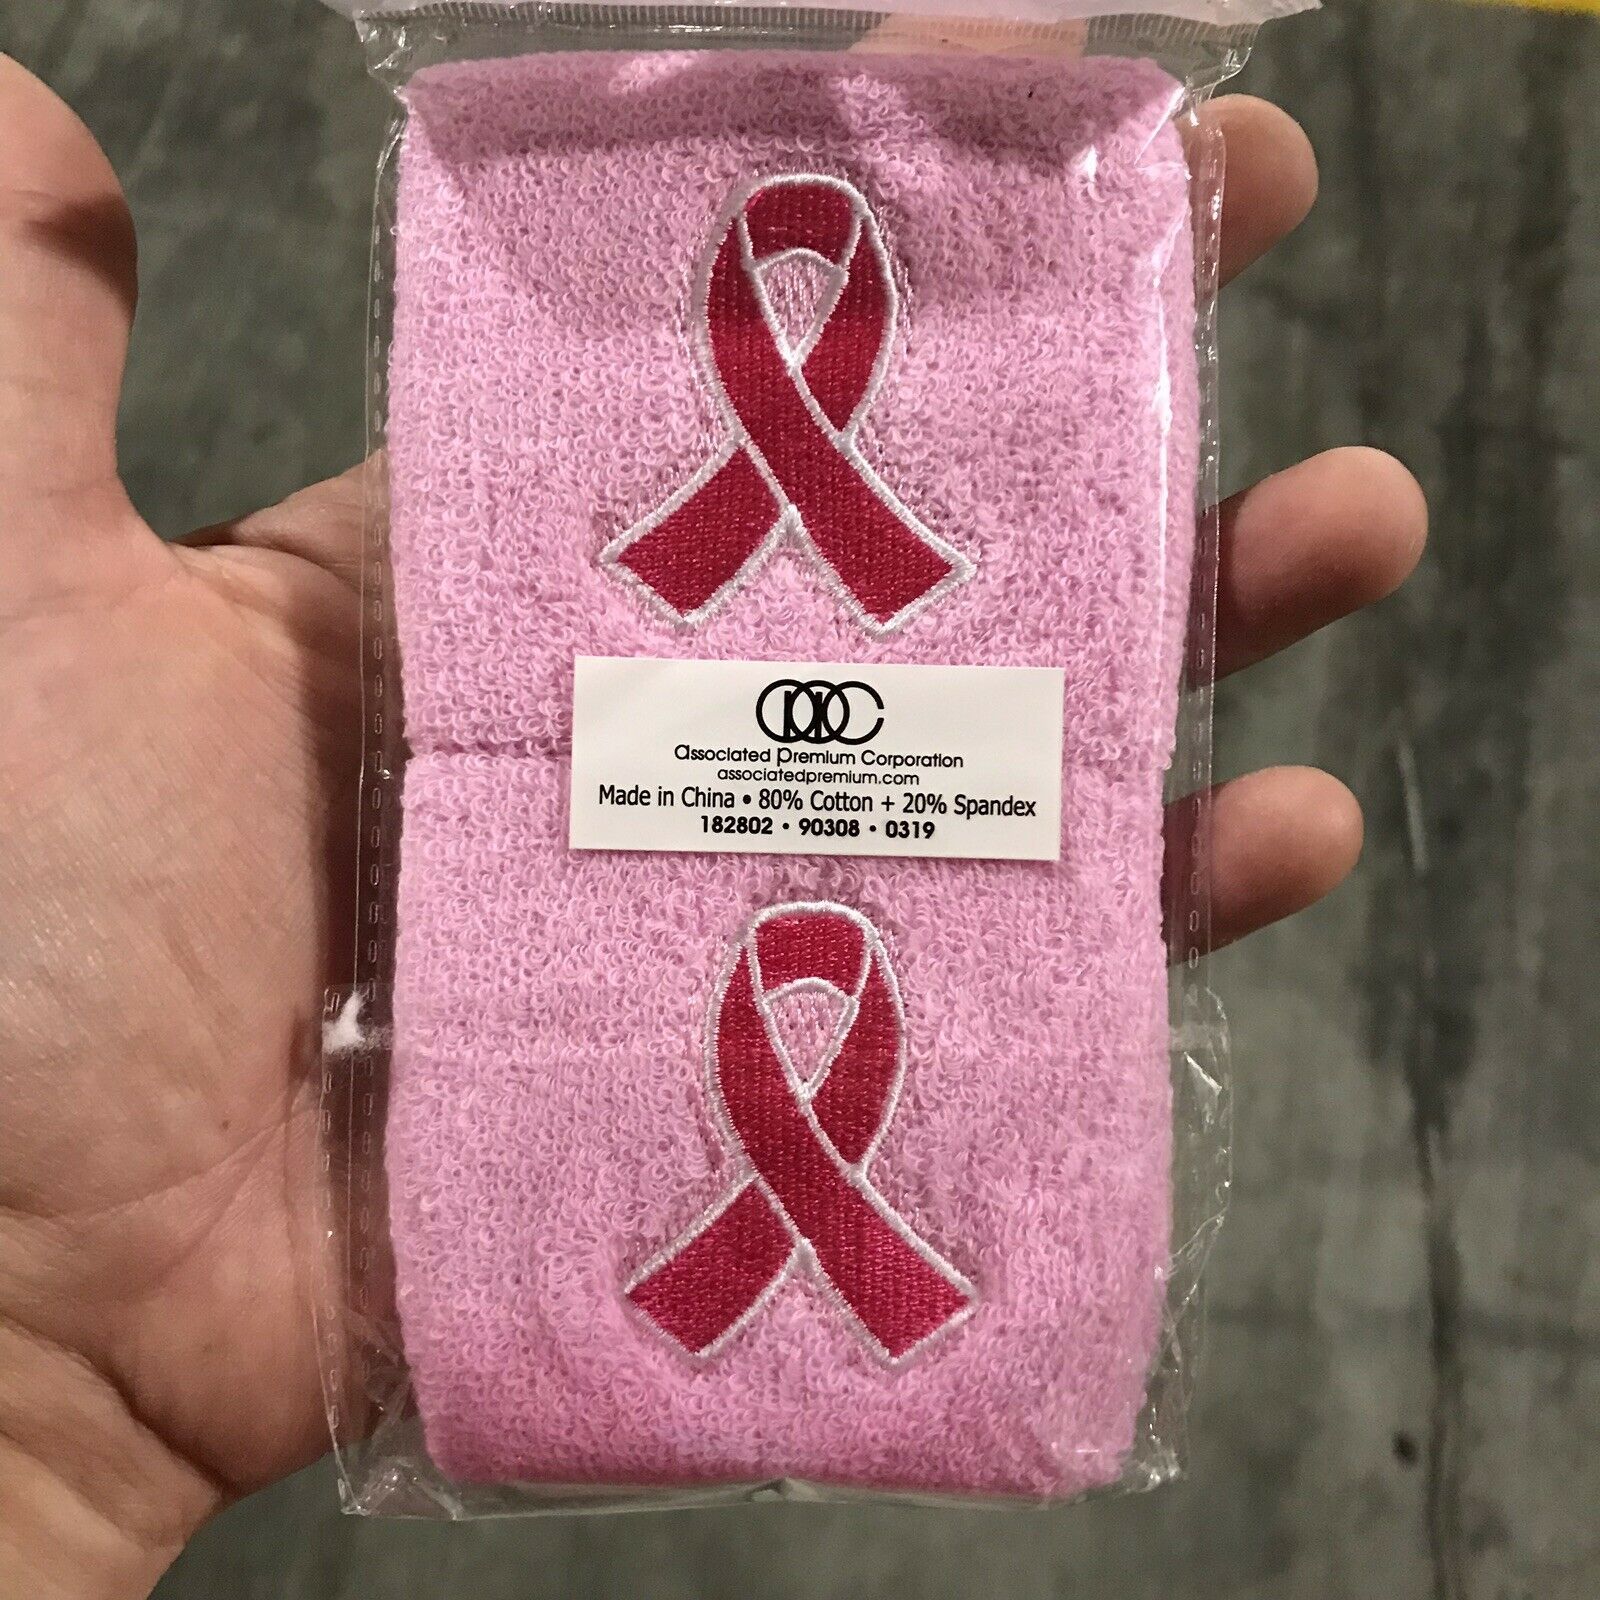 associated Premium Corporation
associatedpremium.com
Made in China • 80% Cotton + 20% Spandex
182802 • 90308 • 0319